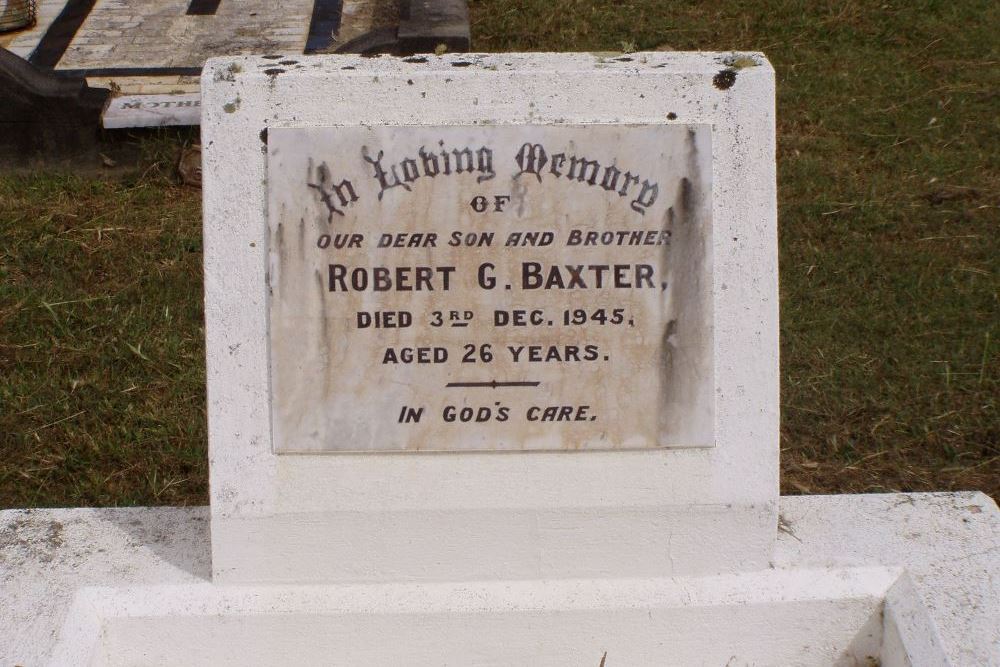 In Loving Memory
OF
OUR DEAR SON AND BROTHER
ROBERT G. BAXTER,
DIED 3RD DEC. 1945,
AGED 26 YEARS.
IN GOD'S CARE.